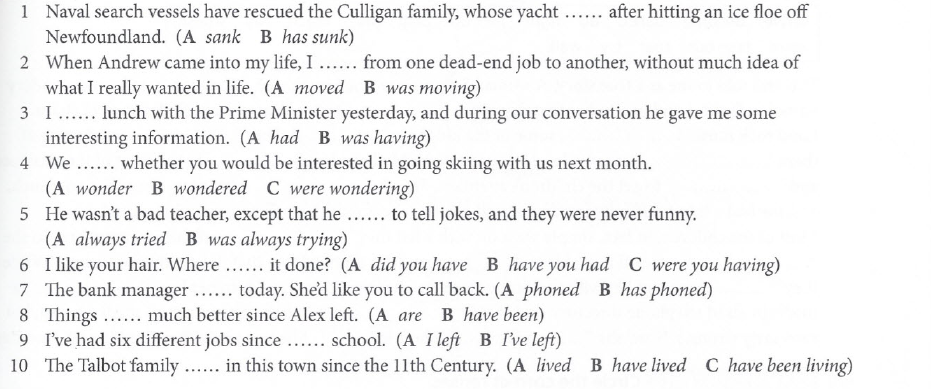 1 Naval search vessels have rescued the Culligan family, whose yacht ...... after hitting an ice floe off
Newfoundland. (A sank B has sunk)
2 When Andrew came into my life, I ...... from one dead-end job to another, without much idea of
what I really wanted in life. (A moved B was moving)
3 I ...... lunch with the Prime Minister yesterday, and during our conversation he gave me some
interesting information. (A had B was having)
4 We ...... whether you would be interested in going skiing with us next month.
(A wonder B wondered C were wondering)
5 He wasn't a bad teacher, except that he ...... to tell jokes, and they were never funny.
(A always tried B was always trying)
6 I like your hair. Where ...... it done? (A did you have B have you had C were you having)
7 The bank manager ...... today. She'd like you to call back. (A phoned B has phoned)
8 Things ...... much better since Alex left. (A are B have been)
9 I've had six different jobs since ...... school. (A I left B I've left)
10 The Talbot family ...... in this town since the 11th Century. (A lived B have lived C have been living)